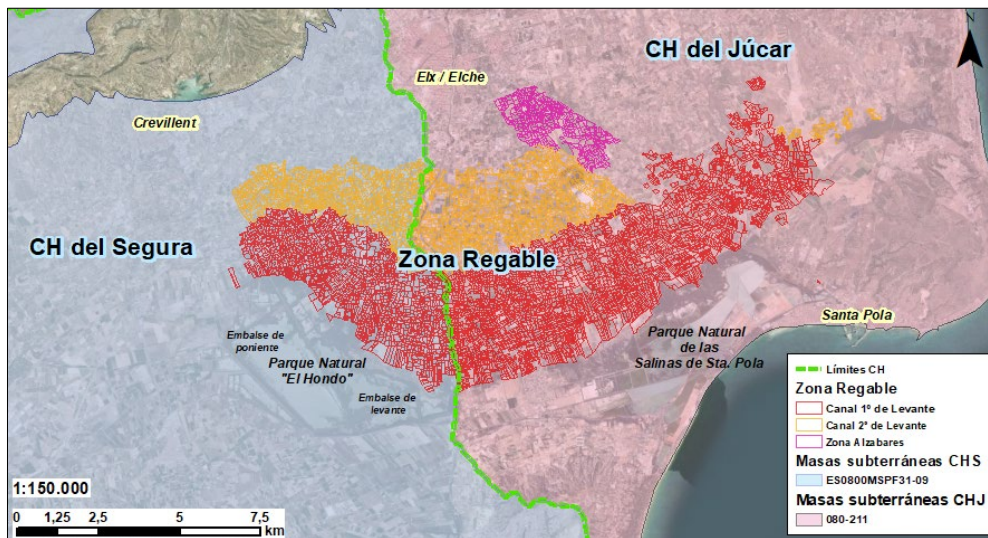 CH del Júcar
N
Elx / Elche
Crevillent
CH del Segura
Zona Regable
Santa Pola
Embalse de
poniente
Parque Natural
"El Hondo"
Embalse de
levante
Parque Natural
de las
Salinas de Sta. Pola
Límites CH
Zona Regable
Canal 1º de Levante
Canal 2º de Levante
Zona Alzabares
Masas subterráneas CHS
ES0800MSPF31-09
Masas subterráneas CHJ
080-211
1:150.000
0 1,25 2,5 5 7,5
km